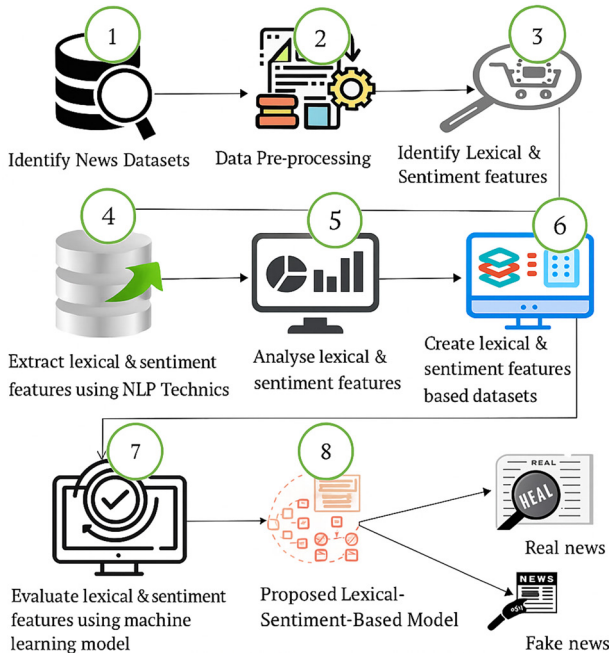 1
2
3
Identify News Datasets
Data Pre-processing
Identify Lexical &
Sentiment features
4
5
6
Extract lexical & sentiment
features using NLP Technics
Analyse lexical &
sentiment features
Create lexical &
sentiment features
based datasets
7
8
REAL
HEAL
Real news
NEWS
Evaluate lexical & sentiment
features using machine
learning model
Proposed Lexical-
Sentiment-Based Model
Fake news